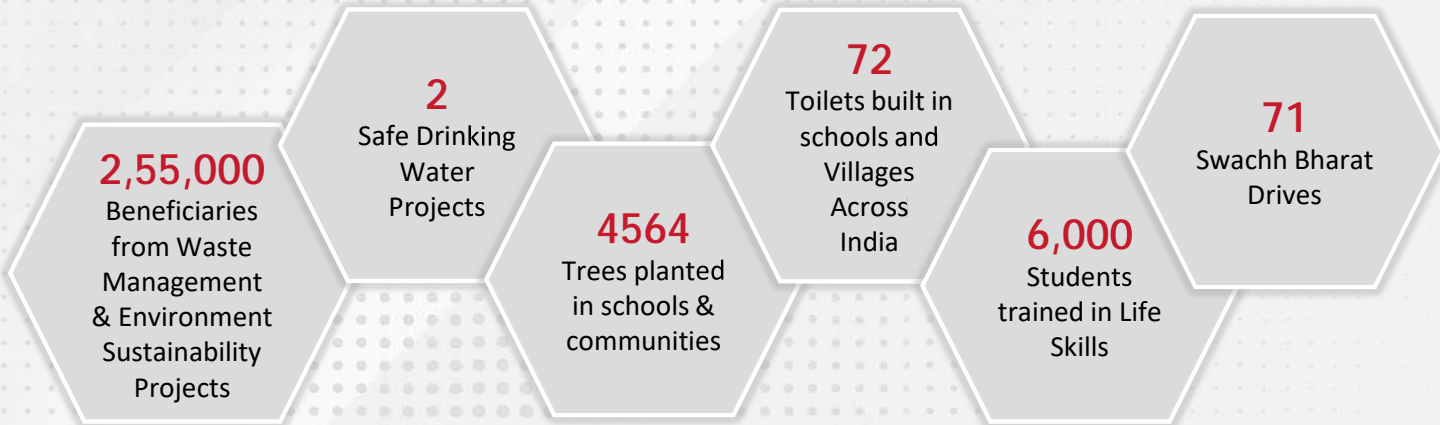 2,55,000
Beneficiaries
from Waste
Management
& Environment
Sustainability
Projects
2
Safe Drinking
Water
Projects
4564
Trees planted
in schools &
communities
72
Toilets built in
schools and
Villages
Across
India
6,000
Students
trained in Life
Skills
71
Swachh Bharat
Drives